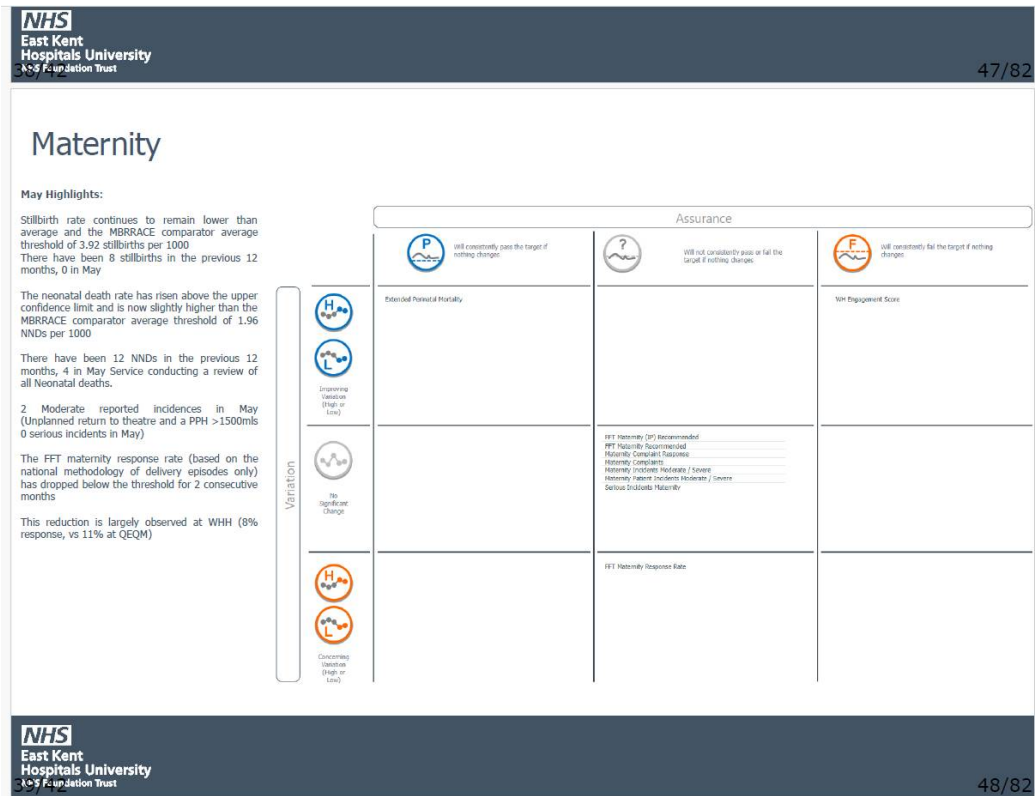 NHS
East Kent
Hospitals University
NHS Foundation Trust
38/42
47/82
Maternity
May Highlights:
Stillbirth rate continues to remain lower than
average and the MBRRACE comparator average
threshold of 3.92 stillbirths per 1000
There have been 8 stillbirths in the previous 12
months, 0 in May
The neonatal death rate has risen above the upper
confidence limit and is now slightly higher than the
MBRRACE comparator average threshold of 1.96
NNDs per 1000
There have been 12 NNDs in the previous 12
months, 4 in May Service conducting a review of
all Neonatal deaths.
2 Moderate reported incidences in May
(Unplanned return to theatre and a PPH >1500mls
0 serious incidents in May)
The FFT maternity response rate (based on the
national methodology of delivery episodes only)
has dropped below the threshold for 2 consecutive
months
This reduction is largely observed at WHH (8%
response, vs 11% at QEQM)
Assurance
P
Will consistently pass the target if
nothing changes
?
Will not consistently pass or fail the
target if nothing changes
F
Will consistently fail the target if nothing
changes
Variation
H
L
Improving
Variation
(High or
Low)
Extended Perinatal Mortality
WH Engagement Score
No
Significant
Change
FFT Maternity (IP) Recommended
FFT Maternity Recommended
Maternity Complaint Response
Maternity Complaints
Maternity Incidents Moderate / Severe
Maternity Patient Incidents Moderate / Severe
Serious Incidents Maternity
H
L
Concerning
Variation
(High or
Low)
FFT Maternity Response Rate
NHS
East Kent
Hospitals University
NHS Foundation Trust
39/42
48/82